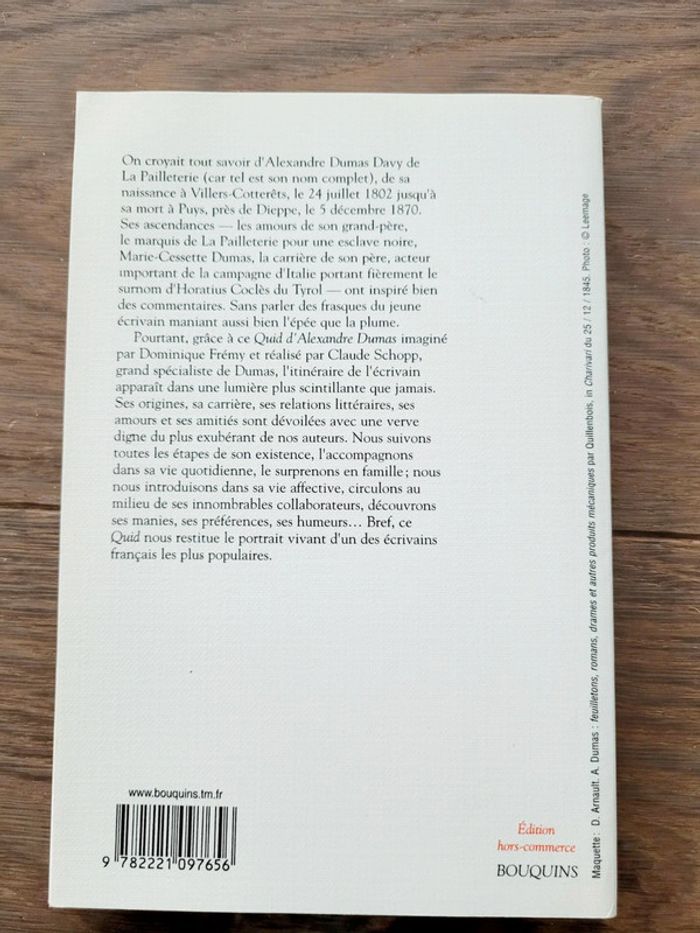 On croyait tout savoir d'Alexandre Dumas Davy de
La Pailleterie (car tel est son nom complet), de sa
naissance à Villers-Cotterêts, le 24 juillet 1802 jusqu'à
sa mort à Puys, près de Dieppe, le 5 décembre 1870.
Ses ascendances — les amours de son grand-père,
le marquis de La Pailleterie pour une esclave noire,
Marie-Cessette Dumas, la carrière de son père, acteur
important de la campagne d'Italie portant fièrement le
surnom d'Horatius Coclès du Tyrol — ont inspiré bien
des commentaires. Sans parler des frasques du jeune
écrivain maniant aussi bien l'épée que la plume.
Pourtant, grâce à ce Quid d'Alexandre Dumas imaginé
par Dominique Frémy et réalisé par Claude Schopp,
grand spécialiste de Dumas, l'itinéraire de l'écrivain
apparaît dans une lumière plus scintillante que jamais.
Ses origines, sa carrière, ses relations littéraires, ses
amours et ses amitiés sont dévoilées avec une verve
digne du plus exubérant de nos auteurs. Nous suivons
toutes les étapes de son existence, l'accompagnons
dans sa vie quotidienne, le surprenons en famille ; nous
nous introduisons dans sa vie affective, circulons au
milieu de ses innombrables collaborateurs, découvrons
ses manies, ses préférences, ses humeurs... Bref, ce
Quid nous restitue le portrait vivant d'un des écrivains
français les plus populaires.
www.bouquins.tm.fr
9 782221 097656
Édition
hors-commerce
BOUQUINS
Maquette : D. Arnault. A. Dumas : feuilletons, romans, drames et autres produits mécaniques par Quillenbois, in Charivari du 25 / 12 / 1845. Photo : © Leemage